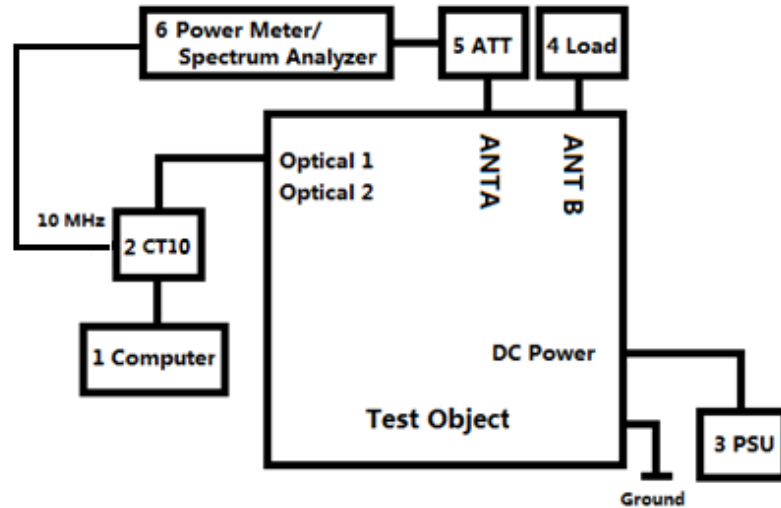 6 Power Meter/
Spectrum Analyzer
5 ATT
4 Load
Optical 1
Optical 2
ANTA
ANT B
10 MHz
2 CT10
1 Computer
DC Power
Test Object
3 PSU
Ground